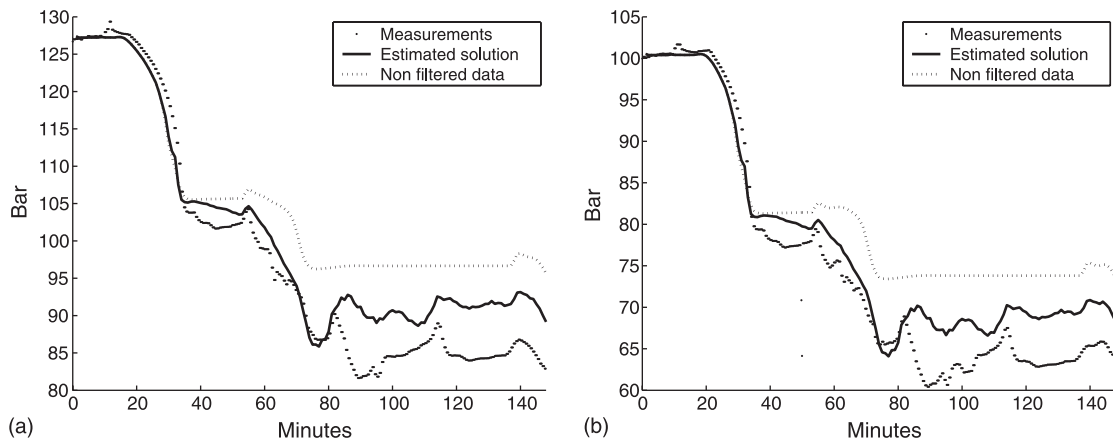 130
125
120
115
110
105
100
95
90
85
80
Bar
0 20 40 60 80 100 120 140
Minutes
(a)
Measurements
Estimated solution
Non filtered data
105
100
95
90
85
80
75
70
65
60
Bar
0 20 40 60 80 100 120 140
Minutes
(b)
Measurements
Estimated solution
Non filtered data